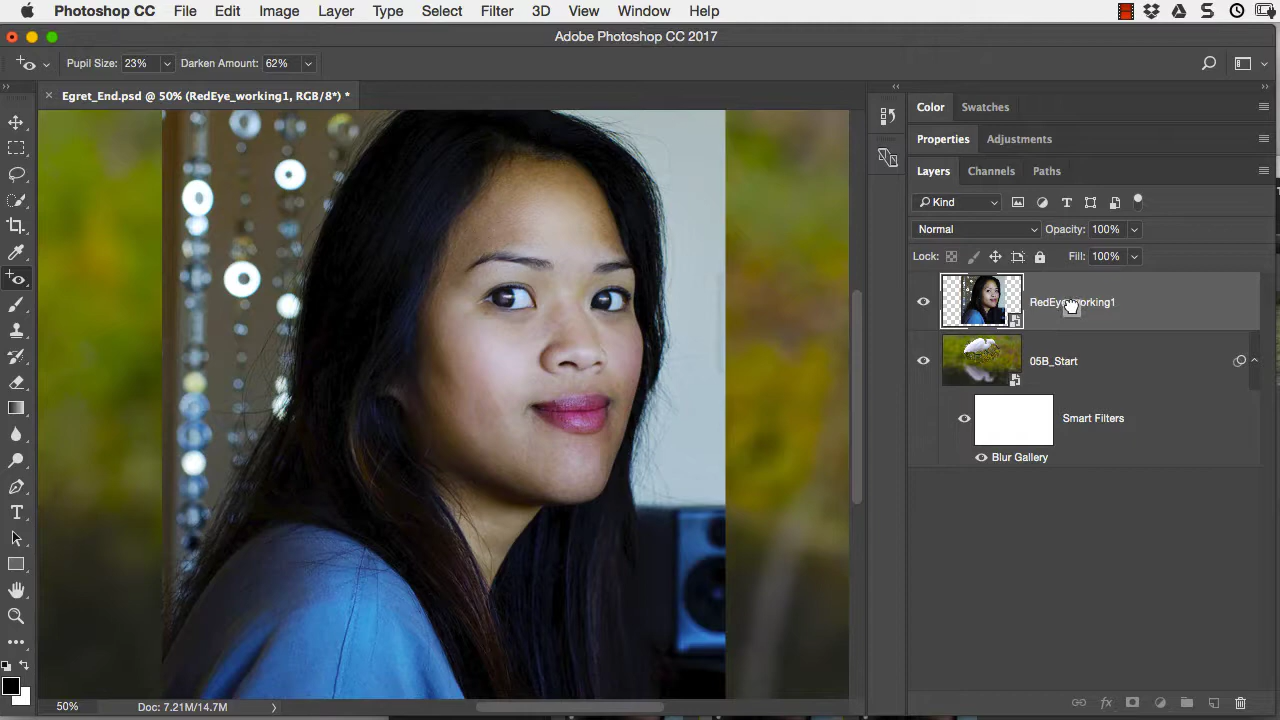 Photoshop CC File Edit Image Layer Type Select Filter 3D View Window Help
Adobe Photoshop CC 2017
Pupil Size: 23% Darken Amount: 62%
× Egret_End.psd @ 50% (RedEye_working1, RGB/8*) *
Color Swatches
Properties Adjustments
Layers Channels Paths
Kind
Normal Opacity: 100%
Lock: Fill: 100%
RedEye_working1
05B_Start
Smart Filters
Blur Gallery
50% Doc: 7.21M/14.7M